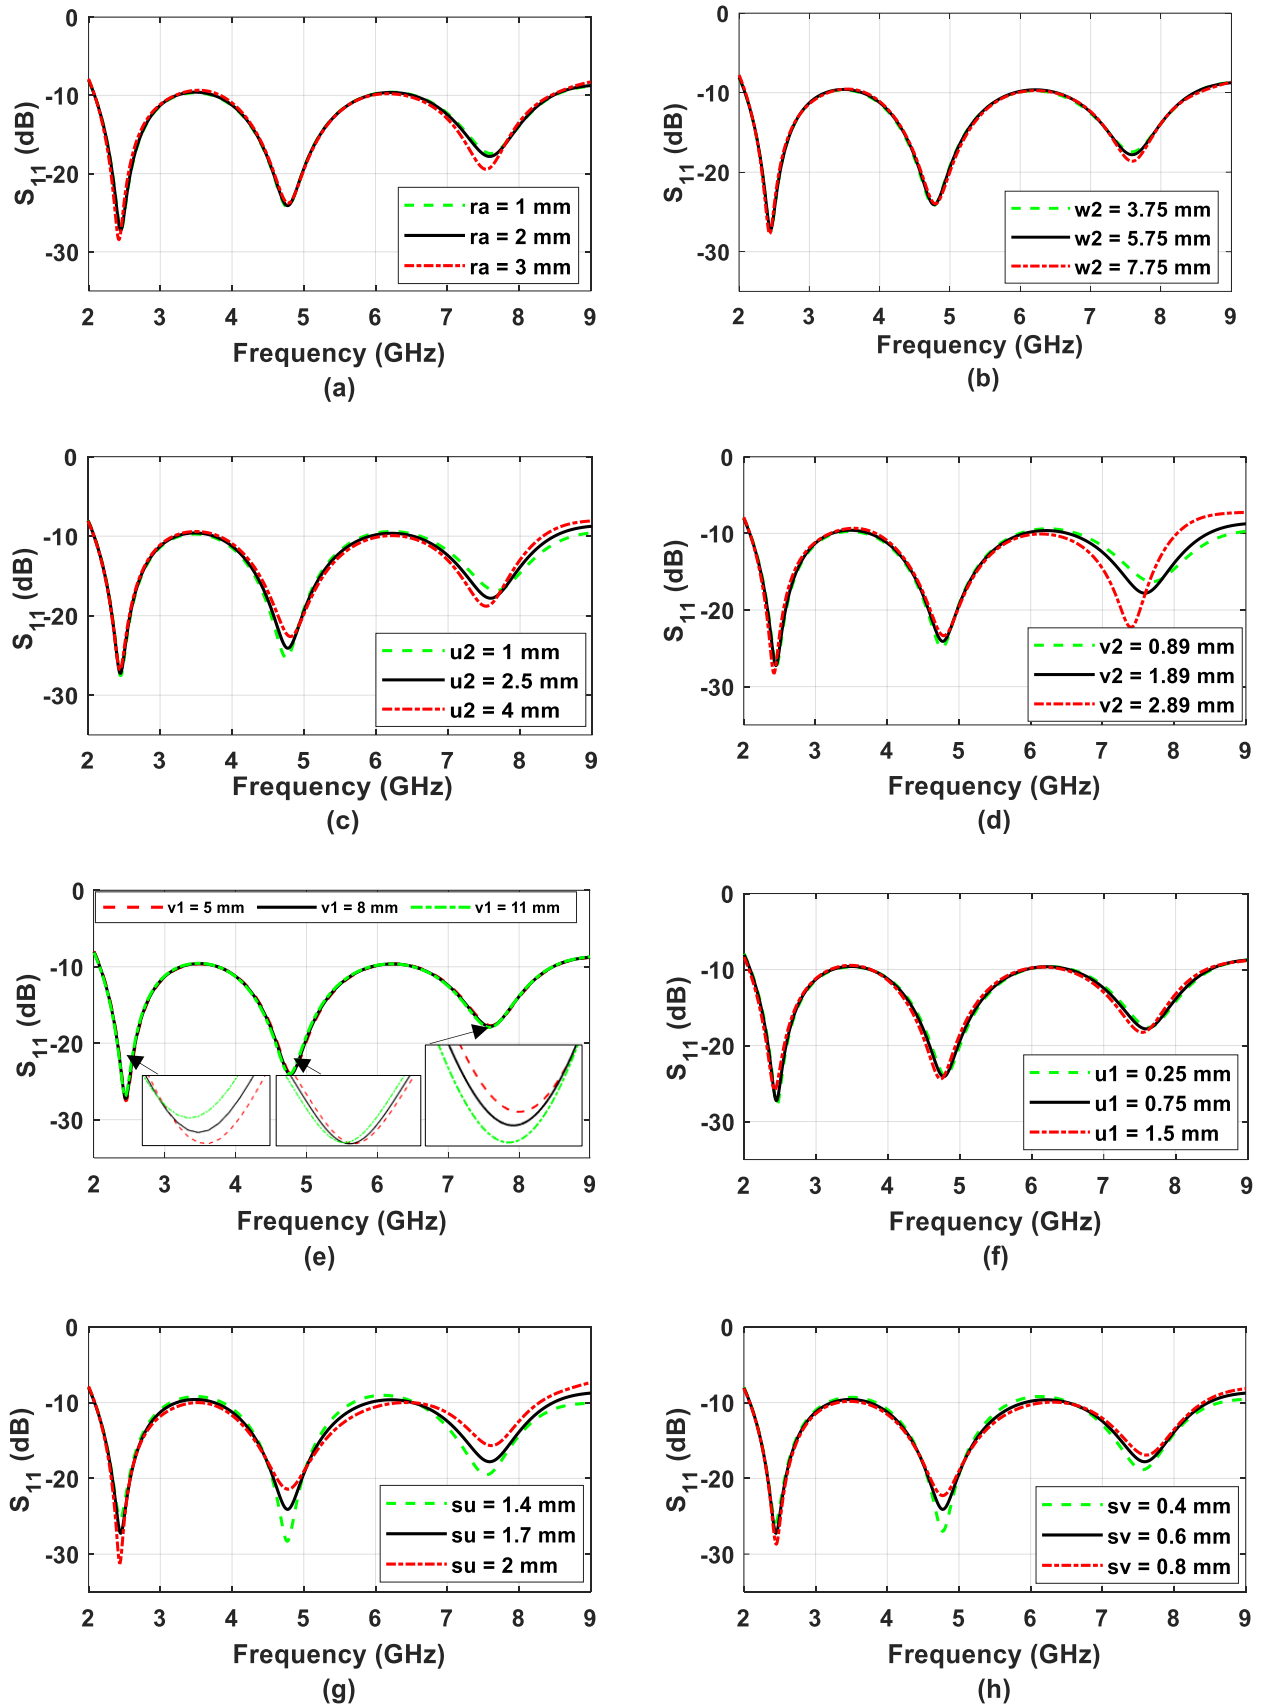 0
-10
-20
-30
S11 (dB)
ra = 1 mm
ra = 2 mm
ra = 3 mm
2 3 4 5 6 7 8 9
Frequency (GHz)
(a)
0
-10
-20
-30
S11 (dB)
w2 = 3.75 mm
w2 = 5.75 mm
w2 = 7.75 mm
2 3 4 5 6 7 8 9
Frequency (GHz)
(b)
0
-10
-20
-30
S11 (dB)
u2 = 1 mm
u2 = 2.5 mm
u2 = 4 mm
2 3 4 5 6 7 8 9
Frequency (GHz)
(c)
0
-10
-20
-30
S11 (dB)
v2 = 0.89 mm
v2 = 1.89 mm
v2 = 2.89 mm
2 3 4 5 6 7 8 9
Frequency (GHz)
(d)
0
-10
-20
-30
S11 (dB)
v1 = 5 mm v1 = 8 mm v1 = 11 mm
2 3 4 5 6 7 8 9
Frequency (GHz)
(e)
0
-10
-20
-30
S11 (dB)
u1 = 0.25 mm
u1 = 0.75 mm
u1 = 1.5 mm
2 3 4 5 6 7 8 9
Frequency (GHz)
(f)
0
-10
-20
-30
S11 (dB)
su = 1.4 mm
su = 1.7 mm
su = 2 mm
2 3 4 5 6 7 8 9
Frequency (GHz)
(g)
0
-10
-20
-30
S11 (dB)
sv = 0.4 mm
sv = 0.6 mm
sv = 0.8 mm
2 3 4 5 6 7 8 9
Frequency (GHz)
(h)